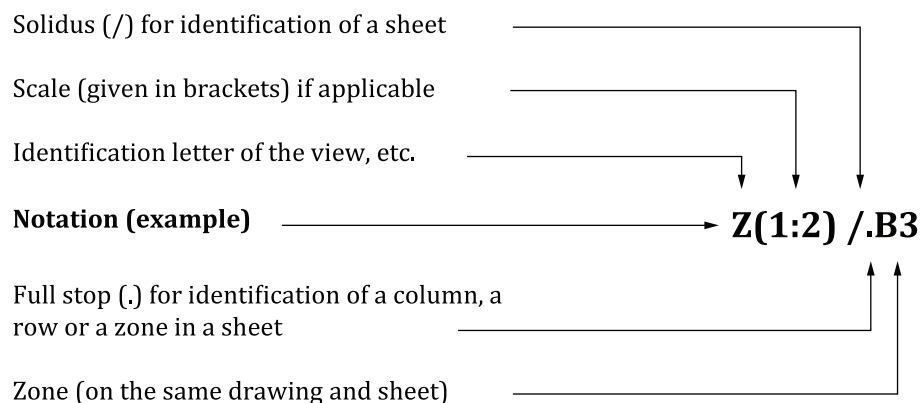 Solidus (/) for identification of a sheet
Scale (given in brackets) if applicable
Identification letter of the view, etc.
Notation (example)
Z(1:2) /.B3
Full stop (.) for identification of a column, a
row or a zone in a sheet
Zone (on the same drawing and sheet)